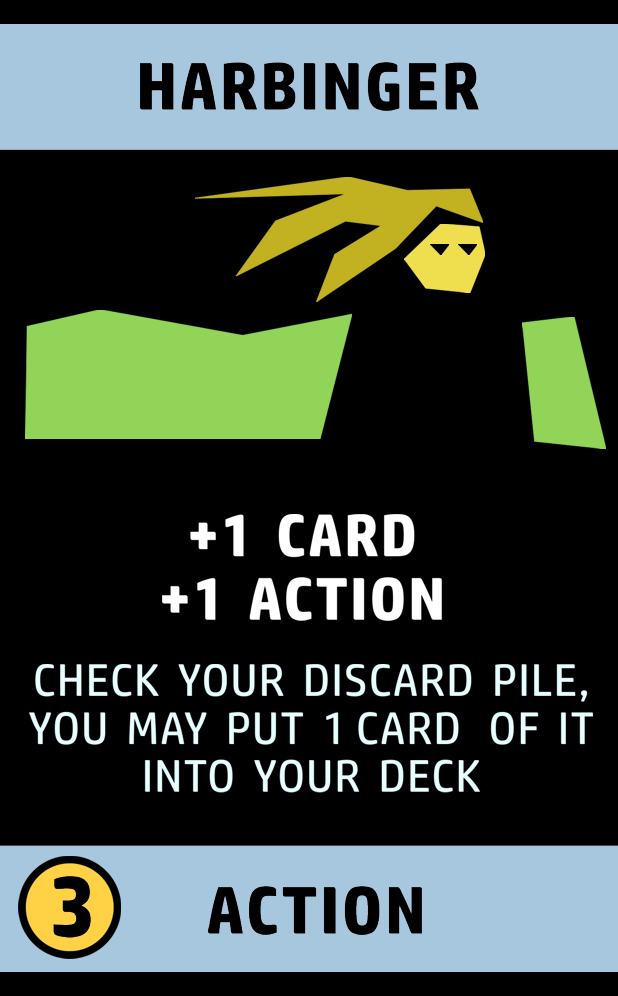 HARBINGER
+1 CARD
+1 ACTION
CHECK YOUR DISCARD PILE,
YOU MAY PUT 1 CARD OF IT
INTO YOUR DECK
3 ACTION